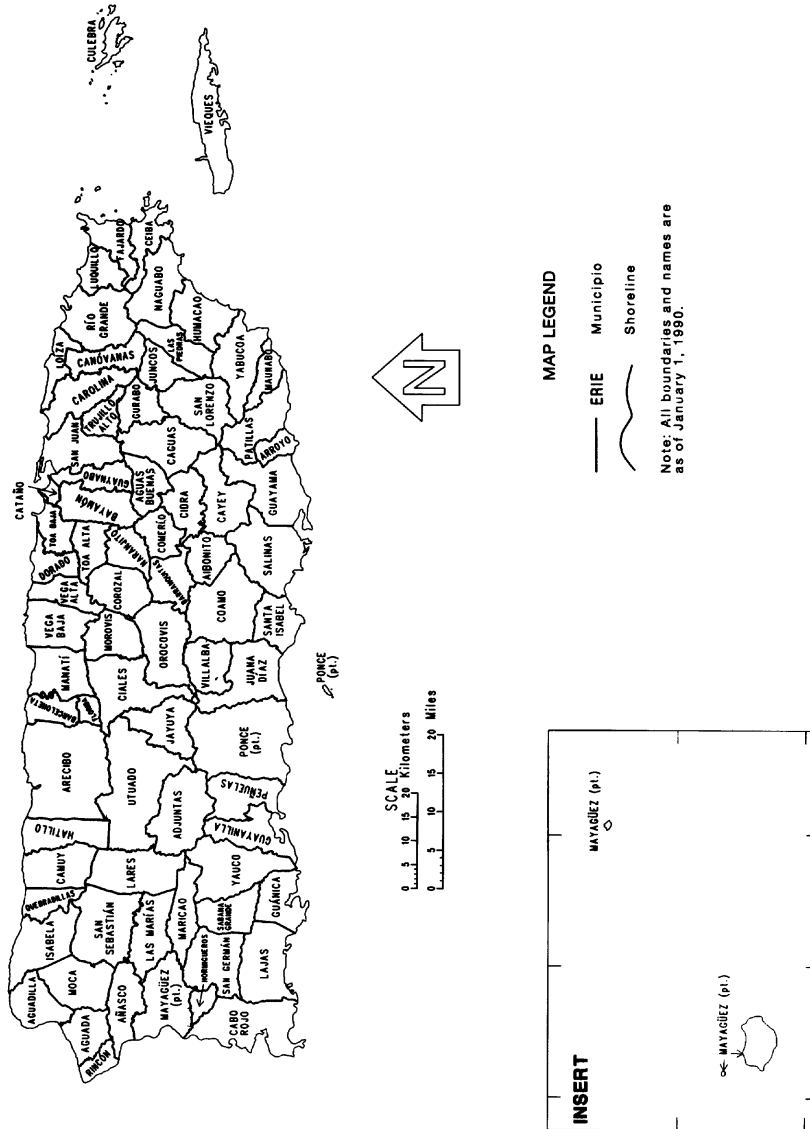 CULEBRA
VIEQUES
LUQUILLO
FAJARDO
CEIBA
RÍO
GRANDE
NAGUABO
LOÍZA
CANÓVANAS
LAS
PIEDRAS
HUMACAO
CAROLINA
JUNCOS
YABUCOA
MAUNABO
TRUJILLO
ALTO
GURABO
SAN
LORENZO
SAN JUAN
CAGUAS
PATILLAS
ARROYO
CATAÑO
GUAYNABO
AGUAS
BUENAS
BAYAMÓN
CIDRA
CAYEY
GUAYAMA
TOA BAJA
TOA ALTA
NARANJITO
COMERÍO
AIBONITO
SALINAS
DORADO
VEGA
ALTA
COROZAL
BARRANQUITAS
COAMO
SANTA
ISABEL
VEGA
BAJA
MOROVIS
OROCOVIS
VILLALBA
JUANA
DÍAZ
MANATÍ
CIALES
BARCELONETA
FLORIDA
JAYUYA
PONCE
(pt.)
PONCE
(pt.)
ARECIBO
UTUADO
ADJUNTAS
PEÑUELAS
HATILLO
GUAYANILLA
CAMUY
LARES
YAUCO
QUEBRADILLAS
ISABELA
SAN
SEBASTIÁN
LAS MARÍAS
MARICAO
SABANA
GRANDE
GUÁNICA
HORMIGUEROS
SAN GERMÁN
LAJAS
AGUADILLA
MOCA
AGUADA
RINCÓN
AÑASCO
MAYAGÜEZ
(pt.)
CABO
ROJO
N
SCALE
0 5 10 15 20 Kilometers
0 5 10 15 20 Miles
MAP LEGEND
ERIE Municipio
Shoreline
Note: All boundaries and names are
as of January 1, 1990.
INSERT
MAYAGÜEZ (pt.)
MAYAGÜEZ (pt.)